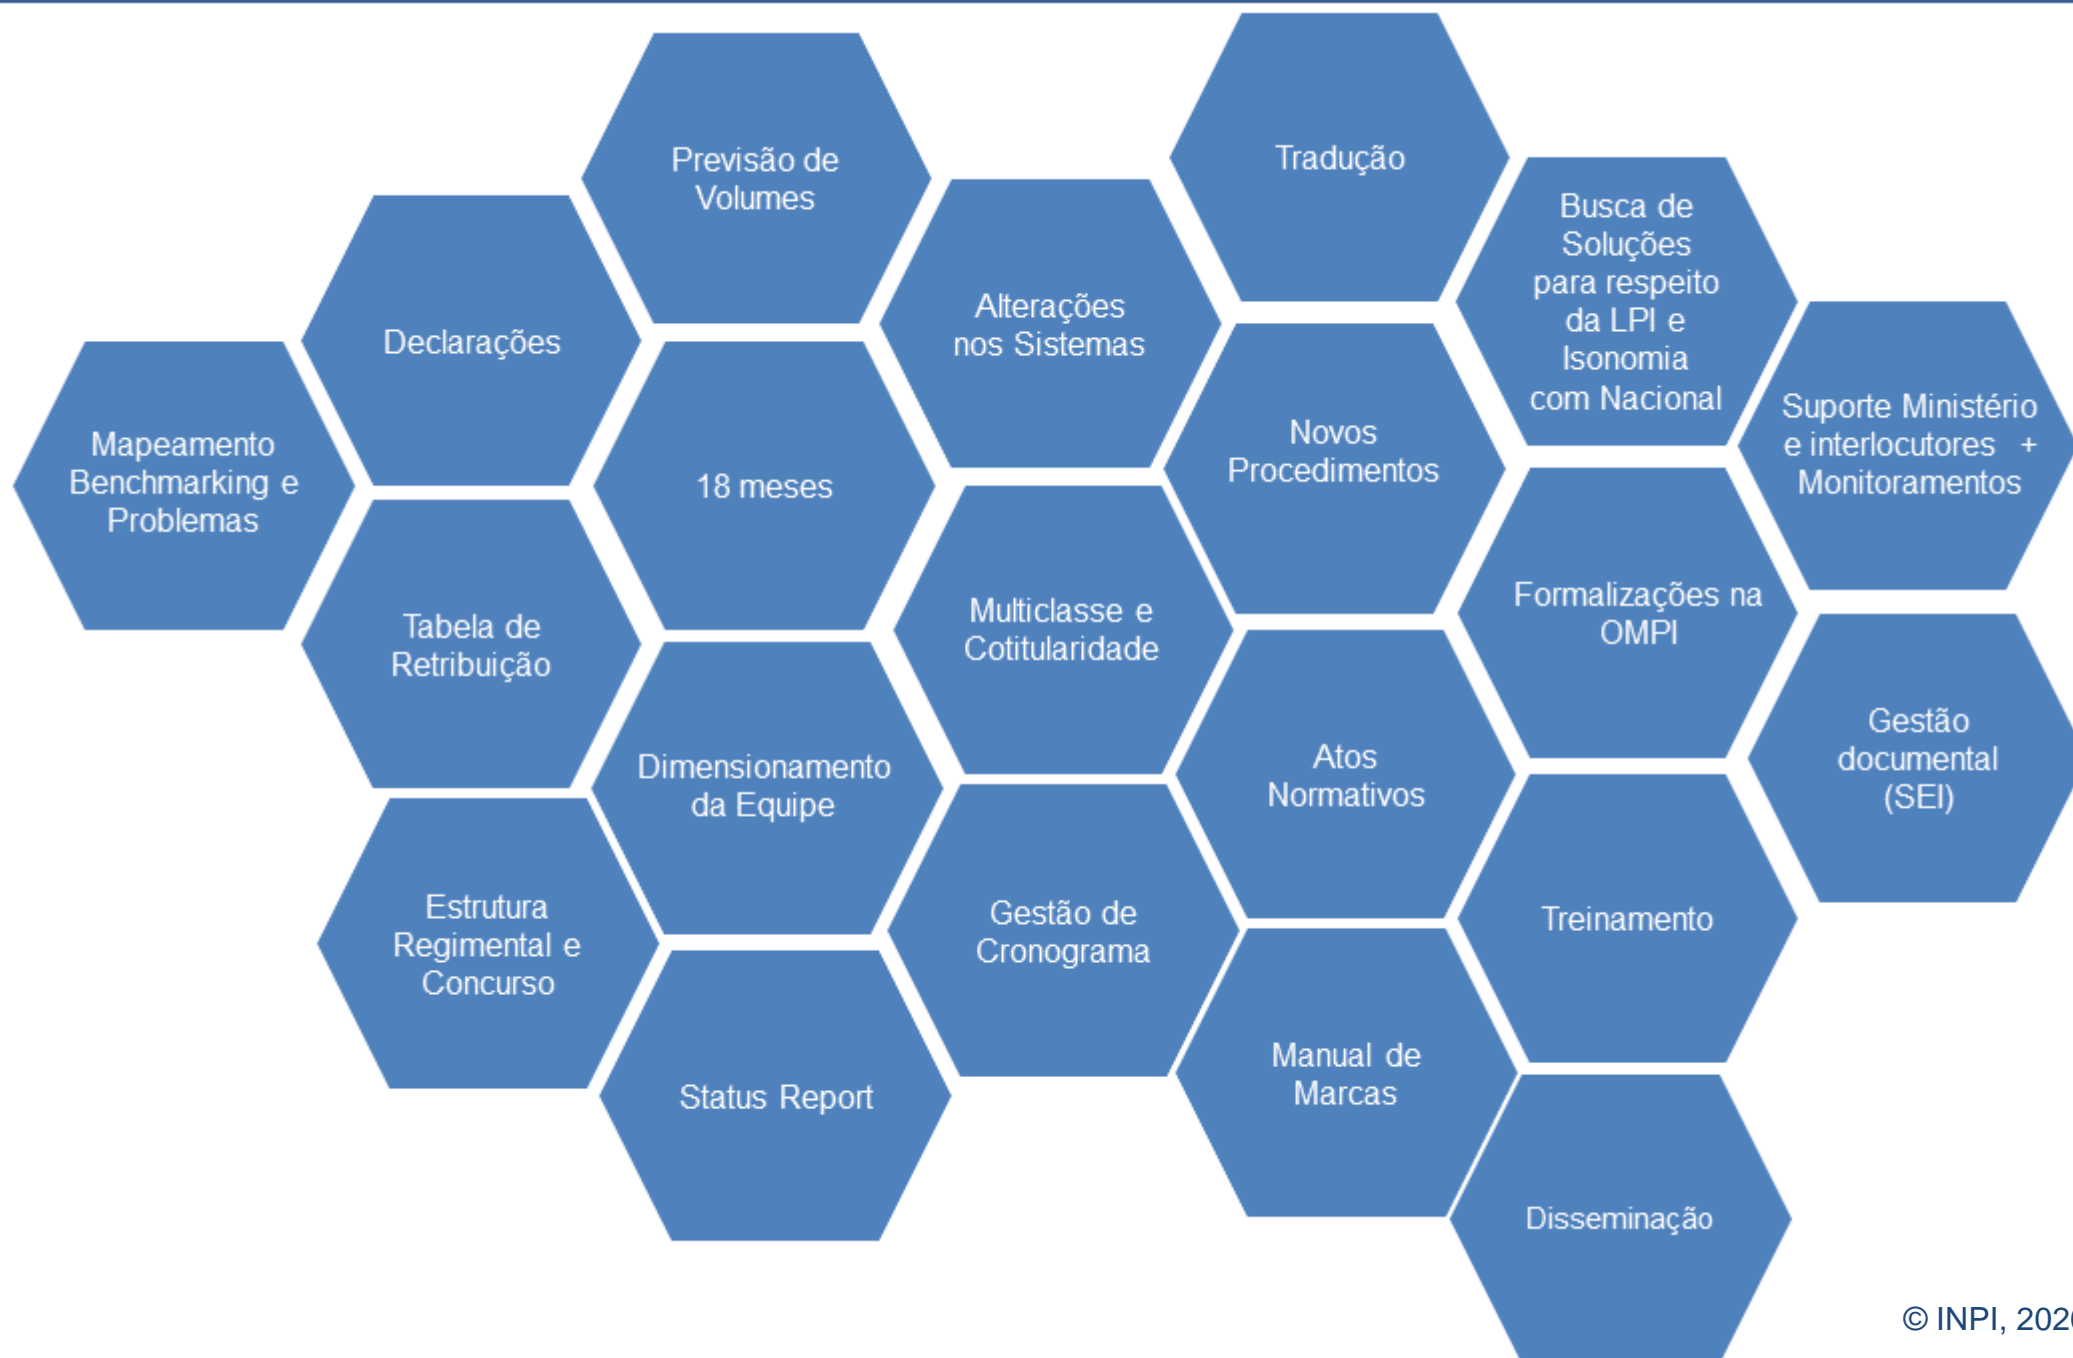 Mapeamento
Benchmarking e
Problemas
Declarações
Tabela de
Retribuição
Estrutura
Regimental e
Concurso
Previsão de
Volumes
18 meses
Dimensionamento
da Equipe
Status Report
Alterações
nos Sistemas
Multiclasse e
Cotitularidade
Gestão de
Cronograma
Tradução
Novos
Procedimentos
Atos
Normativos
Manual de
Marcas
Busca de
Soluções
para respeito
da LPI e
Isonomia
com Nacional
Formalizações na
OMPI
Treinamento
Disseminação
Suporte Ministério
e interlocutores +
Monitoramentos
Gestão
documental
(SEI)
© INPI, 2020